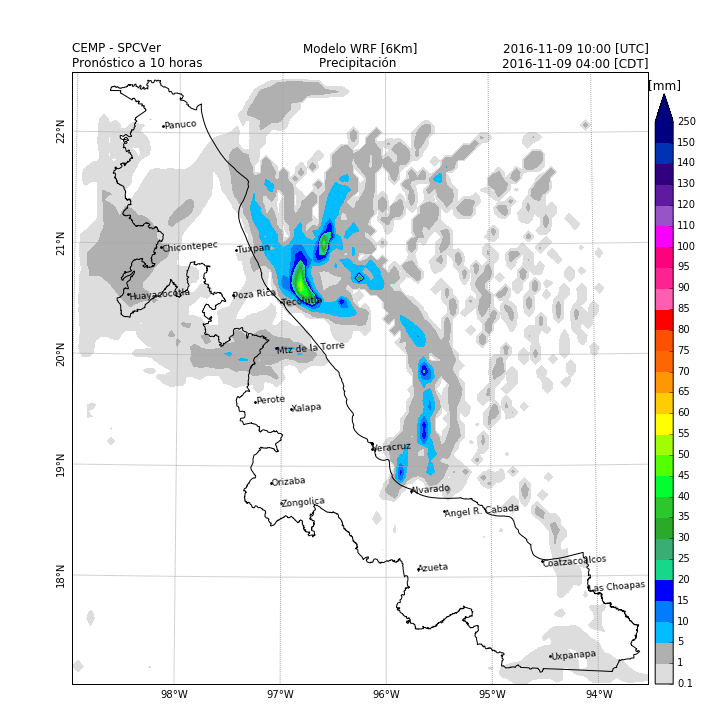 CEMP - SPCVer Modelo WRF [6Km] 2016-11-09 10:00 [UTC]
Pronóstico a 10 horas Precipitación 2016-11-09 04:00 [CDT]
[mm]
250
150
140
130
120
110
100
95
90
85
80
75
70
65
60
55
50
45
40
35
30
25
20
15
10
5
1
0.1
22°N
21°N
20°N
19°N
18°N
Panuco
Chicontepec
Tuxpan
Huayacocotla
Poza Rica
Tecolutla
Mtz de la Torre
Perote
Xalapa
Veracruz
Orizaba
Alvarado
Zongolica
Angel R. Cabada
Azueta
Coatzacoalcos
Las Choapas
Uxpanapa
98°W 97°W 96°W 95°W 94°W